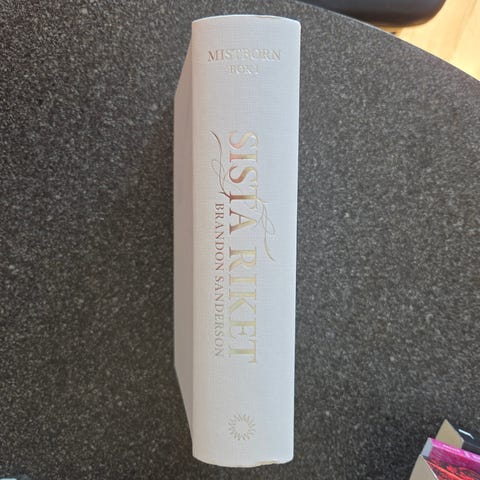 MISTBORN
BOK 1
SISTA RIKET
BRANDON SANDERSON